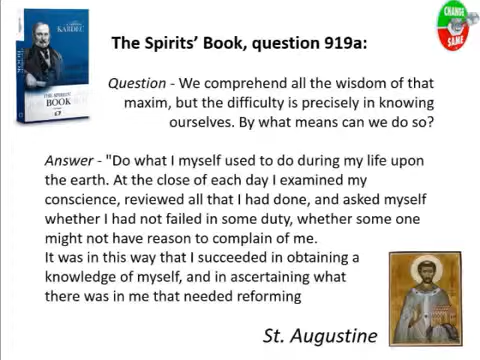 KARDEC
THE SPIRITS'
BOOK
CHANGE
SAME
The Spirits' Book, question 919a:
Question - We comprehend all the wisdom of that
maxim, but the difficulty is precisely in knowing
ourselves. By what means can we do so?
Answer - "Do what I myself used to do during my life upon
the earth. At the close of each day I examined my
conscience, reviewed all that I had done, and asked myself
whether I had not failed in some duty, whether some one
might not have reason to complain of me.
It was in this way that I succeeded in obtaining a
knowledge of myself, and in ascertaining what
there was in me that needed reforming
St. Augustine